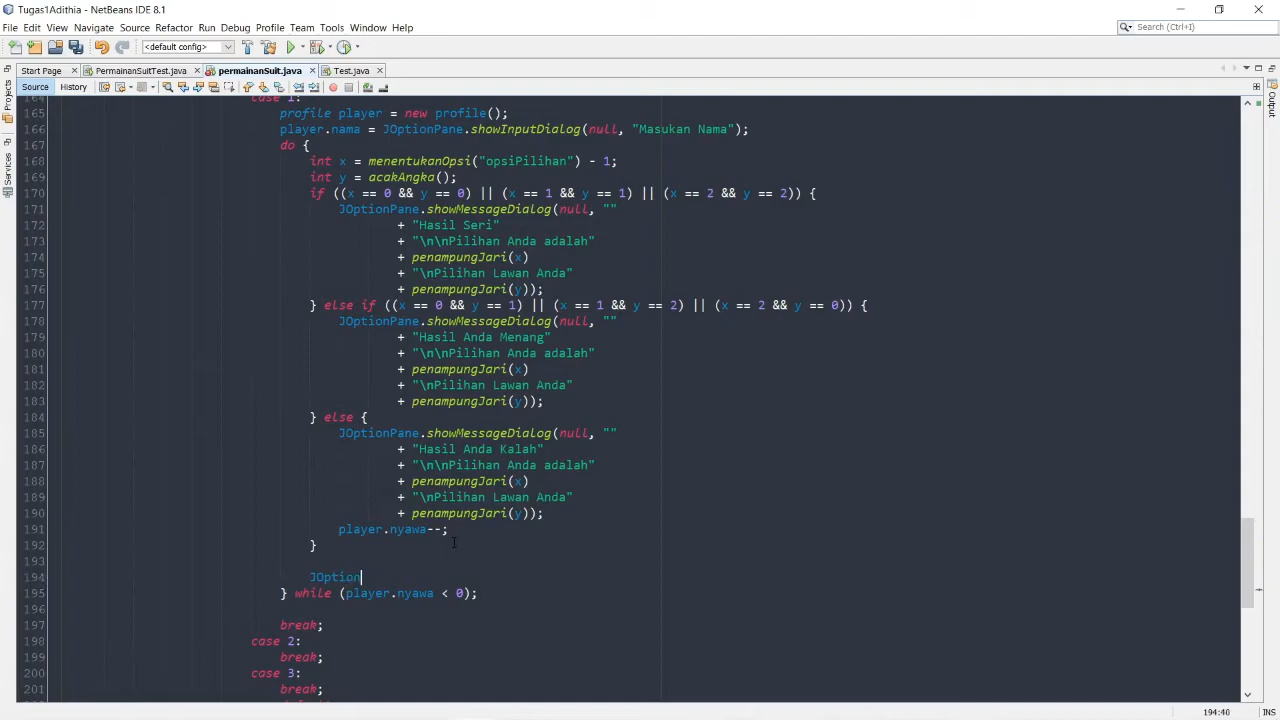 Tugas1Adithia - NetBeans IDE 8.1
File Edit View Navigate Source Refactor Run Debug Profile Team Tools Window Help
Search (Ctrl+I)
<default config>
Start Page PermainanSuitTest.java permainanSuit.java Test.java
Source History
Projects
Services
Output
164 case 1:
165 profile player = new profile();
166 player.nama = JOptionPane.showInputDialog(null, "Masukan Nama");
167 do {
168 int x = menentukanOpsi("opsiPilihan") - 1;
169 int y = acakAngka();
170 if ((x == 0 && y == 0) || (x == 1 && y == 1) || (x == 2 && y == 2)) {
171 JOptionPane.showMessageDialog(null, ""
172 + "Hasil Seri"
173 + "\n\nPilihan Anda adalah"
174 + penampungJari(x)
175 + "\nPilihan Lawan Anda"
176 + penampungJari(y));
177 } else if ((x == 0 && y == 1) || (x == 1 && y == 2) || (x == 2 && y == 0)) {
178 JOptionPane.showMessageDialog(null, ""
179 + "Hasil Anda Menang"
180 + "\n\nPilihan Anda adalah"
181 + penampungJari(x)
182 + "\nPilihan Lawan Anda"
183 + penampungJari(y));
184 } else {
185 JOptionPane.showMessageDialog(null, ""
186 + "Hasil Anda Kalah"
187 + "\n\nPilihan Anda adalah"
188 + penampungJari(x)
189 + "\nPilihan Lawan Anda"
190 + penampungJari(y));
191 player.nyawa--;
192 }
193
194 JOption
195 } while (player.nyawa < 0);
196
197 break;
198 case 2:
199 break;
200 case 3:
201 break;
194:40 INS